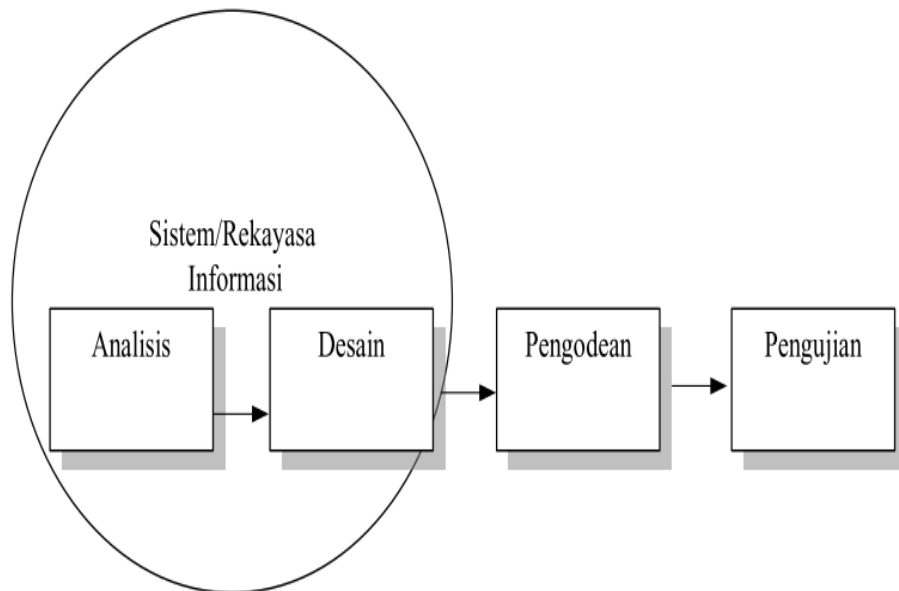 Sistem/Rekayasa
Informasi
Analisis
Desain
Pengodean
Pengujian